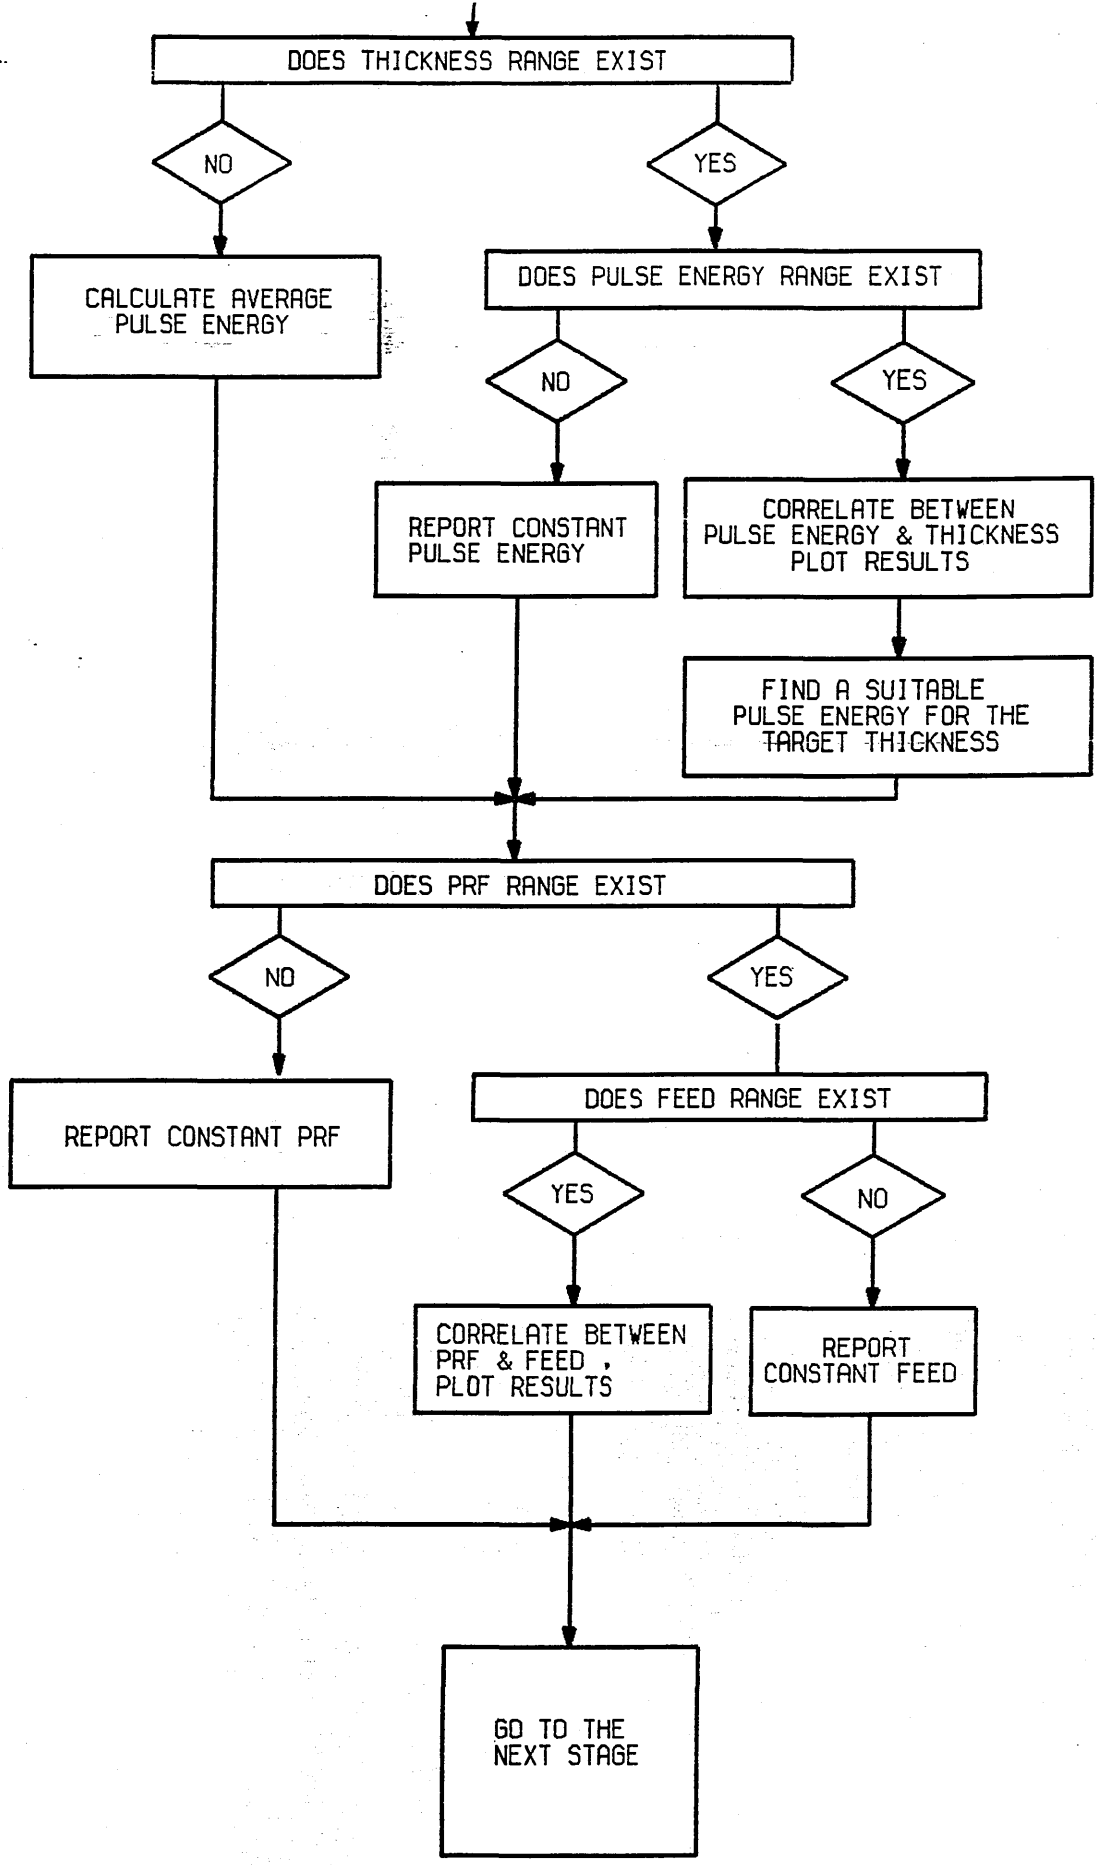 DOES THICKNESS RANGE EXIST
NO
YES
CALCULATE AVERAGE
PULSE ENERGY
DOES PULSE ENERGY RANGE EXIST
NO
YES
REPORT CONSTANT
PULSE ENERGY
CORRELATE BETWEEN
PULSE ENERGY & THICKNESS
PLOT RESULTS
FIND A SUITABLE
PULSE ENERGY FOR THE
TARGET THICKNESS
DOES PRF RANGE EXIST
NO
YES
REPORT CONSTANT PRF
DOES FEED RANGE EXIST
YES
NO
CORRELATE BETWEEN
PRF & FEED ,
PLOT RESULTS
REPORT
CONSTANT FEED
GO TO THE
NEXT STAGE